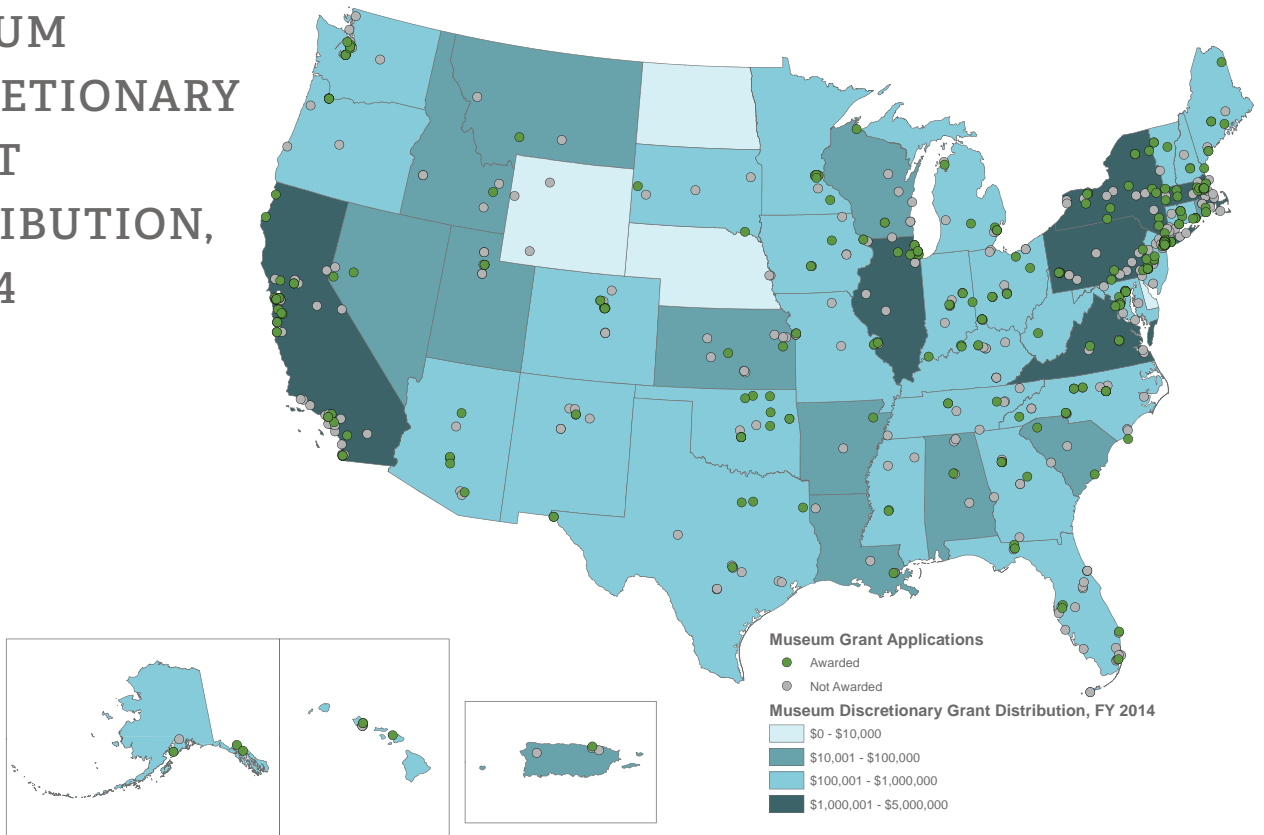 UM
ETIONARY
T
IBUTION,
4
Museum Grant Applications
Awarded
Not Awarded
Museum Discretionary Grant Distribution, FY 2014
$0 - $10,000
$10,001 - $100,000
$100,001 - $1,000,000
$1,000,001 - $5,000,000